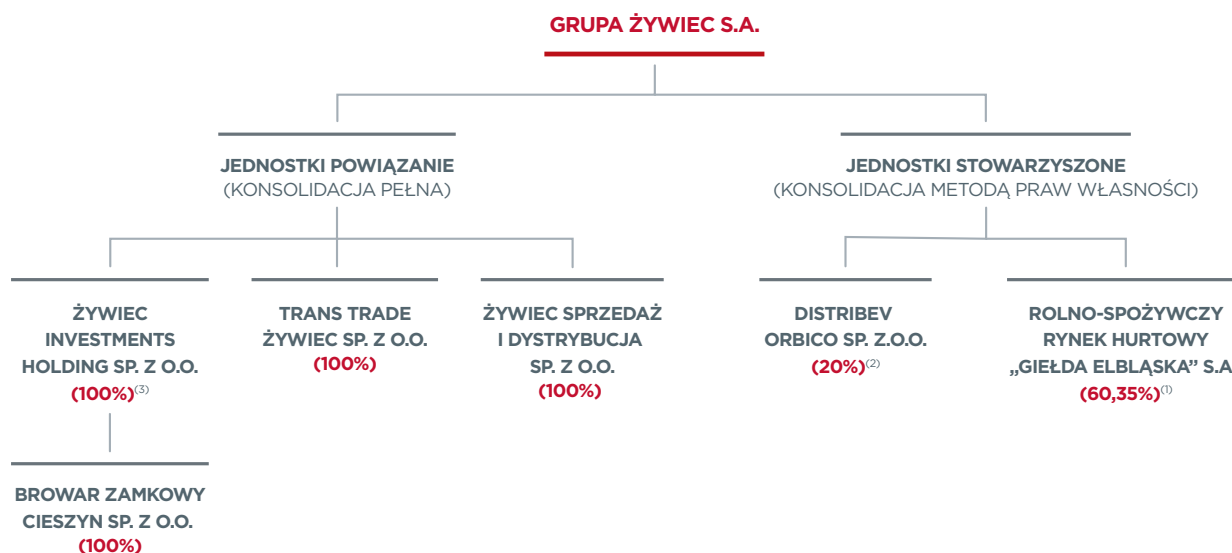 GRUPA ŻYWIEC S.A.
JEDNOSTKI POWIĄZANIE
(KONSOLIDACJA PEŁNA)
JEDNOSTKI STOWARZYSZONE
(KONSOLIDACJA METODĄ PRAW WŁASNOŚCI)
ŻYWIEC
INVESTMENTS
HOLDING SP. Z O.O.
(100%)(3)
TRANS TRADE
ŻYWIEC SP. Z O.O.
(100%)
ŻYWIEC SPRZEDAŻ
I DYSTRYBUCJA
SP. Z O.O.
(100%)
DISTRIBEV
ORBICO SP. Z.O.O.
(20%)(2)
ROLNO-SPOŻYWCZY
RYNEK HURTOWY
„GIEŁDA ELBLĄSKA” S.A
(60,35%)(1)
BROWAR ZAMKOWY
CIESZYN SP. Z O.O.
(100%)